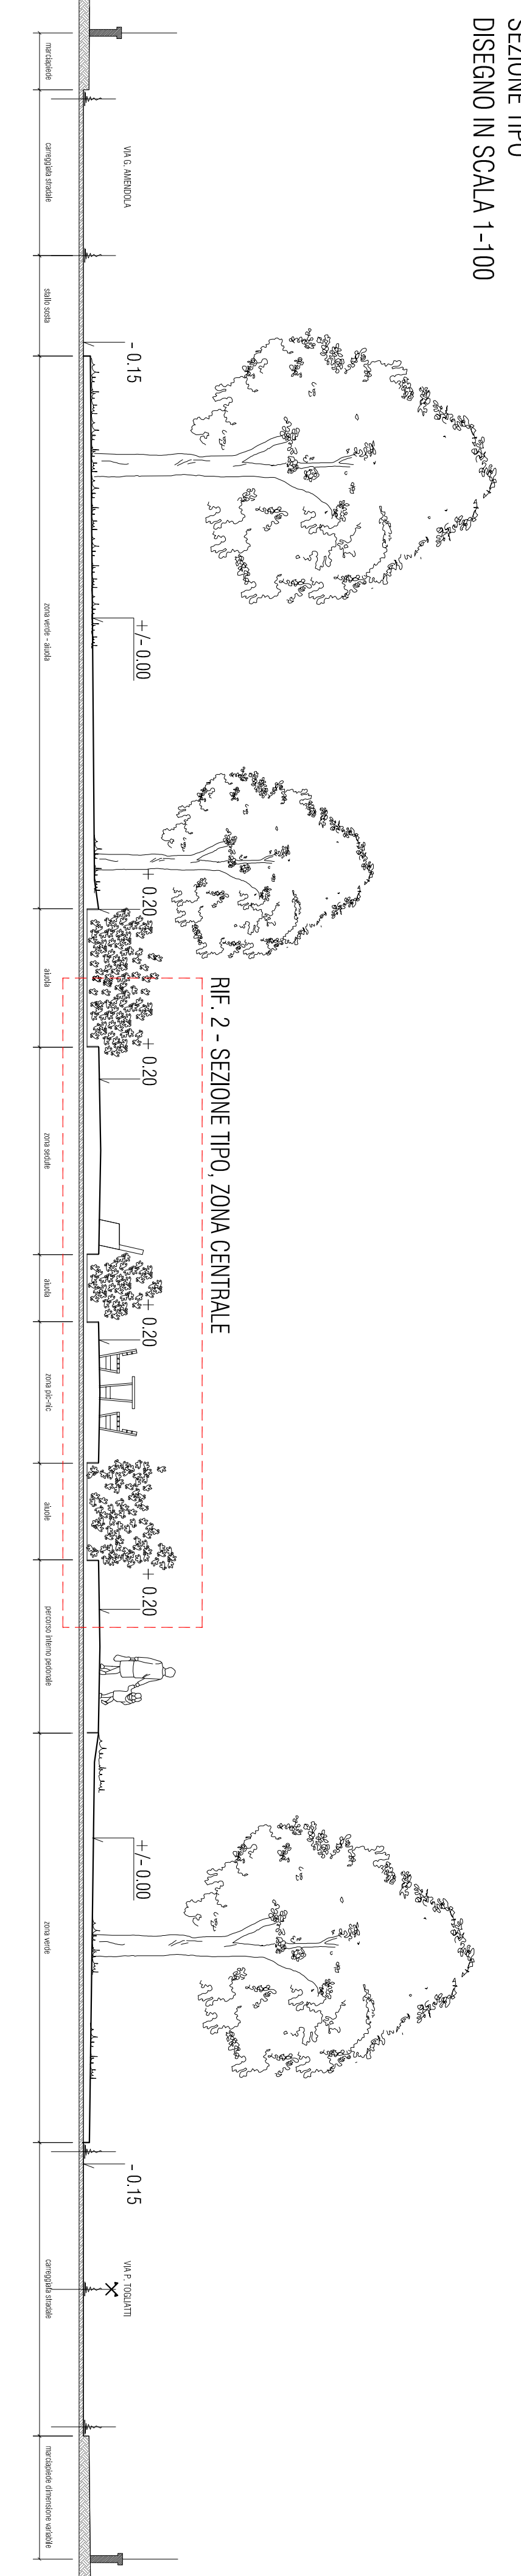 SEZIONE TIPO
DISEGNO IN SCALA 1-100
RIF. 2 - SEZIONE TIPO, ZONA CENTRALE
VIA G. AMENDOLA
- 0.15
+/- 0.00
+ 0.20
+ 0.20
+ 0.20
+ 0.20
+/- 0.00
- 0.15
VIA P. TOGLIATTI
marciapiede
carreggiata stradale
stallo sosta
zona verde - aiuola
aiuola
zona sedute
aiuola
zona pic-nic
aiuole
percorso interno pedonale
zona verde
carreggiata stradale
marciapiede dimensione variabile